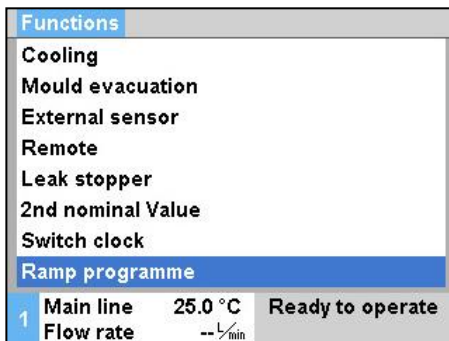 Functions
Cooling
Mould evacuation
External sensor
Remote
Leak stopper
2nd nominal Value
Switch clock
Ramp programme
1 Main line 25.0 °C Ready to operate
Flow rate -- L/min